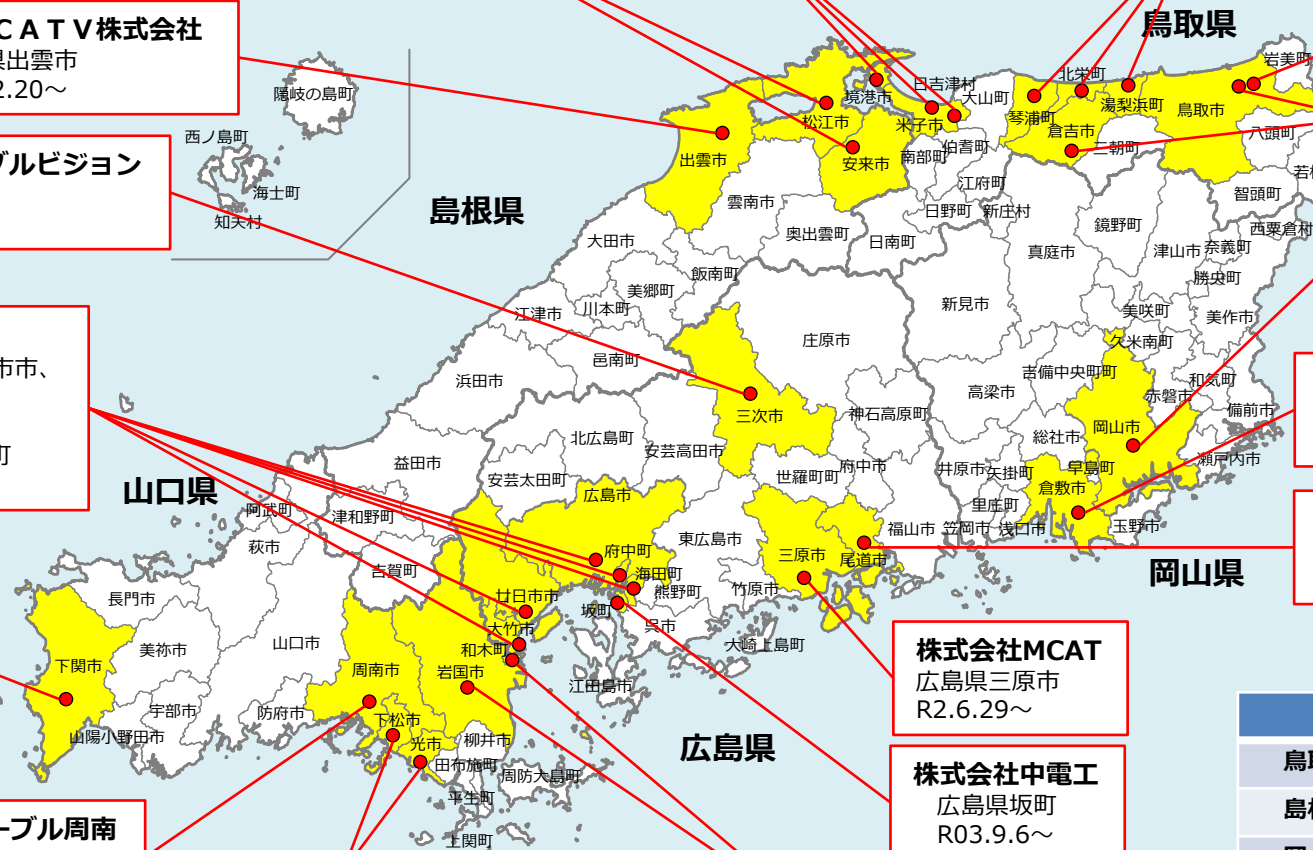 ＣＡＴＶ株式会社
県出雲市
2.20～
ブルビジョン
市市、
町
ーブル周南
株式会社MCAT
広島県三原市
R2.6.29～
株式会社中電工
広島県坂町
R03.9.6～
鳥取県
島根県
岡山県
広島県
山口県
隠岐の島町
西ノ島町
海士町
知夫村
岩美町
北栄町
日吉津村
大山町
境港市
湯梨浜町
鳥取市
琴浦町
松江市
米子市
倉吉市
八頭町
三朝町
出雲市
安来市
南部町
伯耆町
江府町
智頭町
雲南市
日野町
新庄村
奥出雲町
日南町
鏡野町
西粟倉村
大田市
真庭市
津山市
奈義町
飯南町
勝央町
美郷町
新見市
川本町
江津市
美咲町
美作市
庄原市
久米南町
邑南町
吉備中央町
浜田市
和気町
高梁市
赤磐市
備前市
三次市
神石高原町
岡山市
総社市
北広島町
安芸高田市
瀬戸内市
益田市
府中市
井原市
矢掛町
早島町
安芸太田町
世羅町
倉敷市
広島市
里庄町
阿武町
津和野町
福山市
笠岡市
浅口市
玉野市
萩市
東広島市
府中町
三原市
尾道市
吉賀町
海田町
熊野町
竹原市
長門市
廿日市市
坂町
呉市
大竹市
大崎上島町
山口市
美祢市
和木町
下関市
周南市
岩国市
江田島市
宇部市
防府市
下松市
山陽小野田市
光市
柳井市
田布施町
周防大島町
平生町
上関町